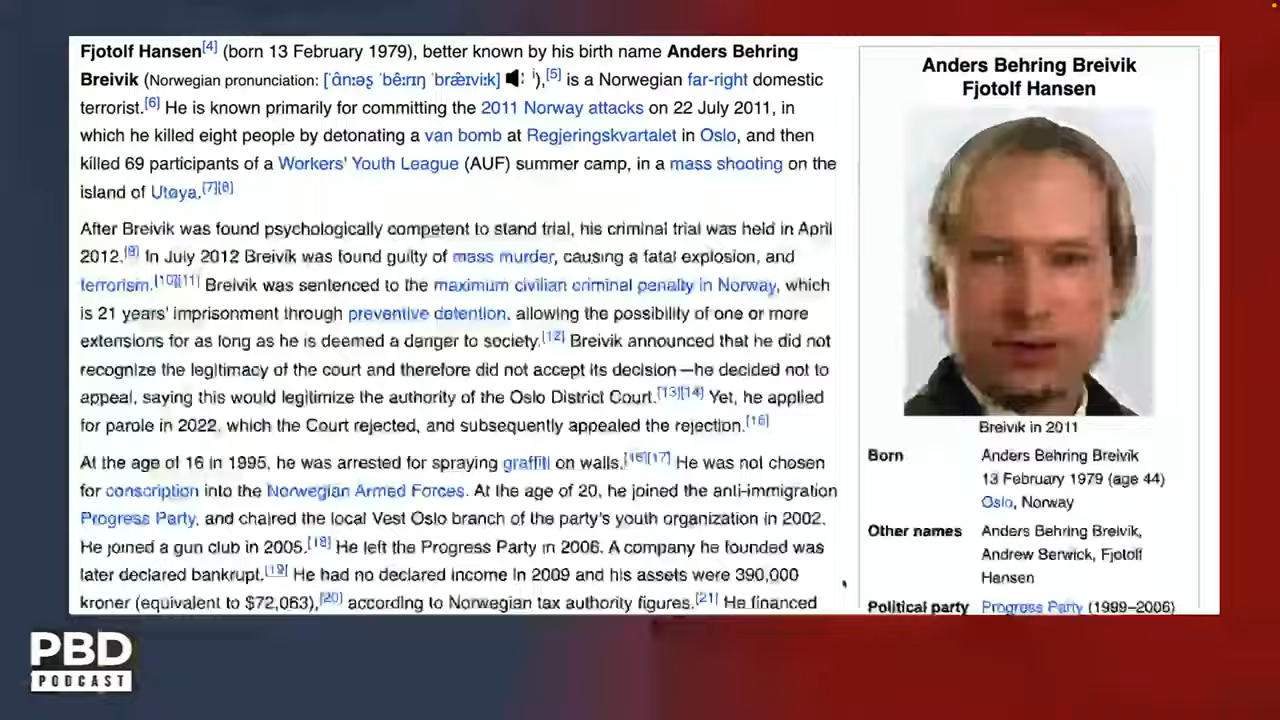 Fjotolf Hansen[4] (born 13 February 1979), better known by his birth name Anders Behring
Breivik (Norwegian pronunciation: [ˈɑ̂nːəʂ ˈbêːrɪŋ ˈbræ̂ɪviːk] ),[5] is a Norwegian far-right domestic
terrorist.[6] He is known primarily for committing the 2011 Norway attacks on 22 July 2011, in
which he killed eight people by detonating a van bomb at Regjeringskvartalet in Oslo, and then
killed 69 participants of a Workers' Youth League (AUF) summer camp, in a mass shooting on the
island of Utøya.[7][8]
After Breivik was found psychologically competent to stand trial, his criminal trial was held in April
2012.[9] In July 2012 Breivik was found guilty of mass murder, causing a fatal explosion, and
terrorism.[10][11] Breivik was sentenced to the maximum civilian criminal penalty in Norway, which
is 21 years' imprisonment through preventive detention, allowing the possibility of one or more
extensions for as long as he is deemed a danger to society.[12] Breivik announced that he did not
recognize the legitimacy of the court and therefore did not accept its decision—he decided not to
appeal, saying this would legitimize the authority of the Oslo District Court.[13][14] Yet, he applied
for parole in 2022, which the Court rejected, and subsequently appealed the rejection.[15]
At the age of 16 in 1995, he was arrested for spraying graffiti on walls.[16][17] He was not chosen
for conscription into the Norwegian Armed Forces. At the age of 20, he joined the anti-immigration
Progress Party, and chaired the local Vest Oslo branch of the party's youth organization in 2002.
He joined a gun club in 2005.[18] He left the Progress Party in 2006. A company he founded was
later declared bankrupt.[19] He had no declared income in 2009 and his assets were 390,000
kroner (equivalent to $72,063),[20] according to Norwegian tax authority figures.[21] He financed
Anders Behring Breivik
Fjotolf Hansen
Breivik in 2011
Born Anders Behring Breivik
13 February 1979 (age 44)
Oslo, Norway
Other names Anders Behring Breivik,
Andrew Berwick, Fjotolf
Hansen
Political party Progress Party (1999–2006)
PBD
PODCAST